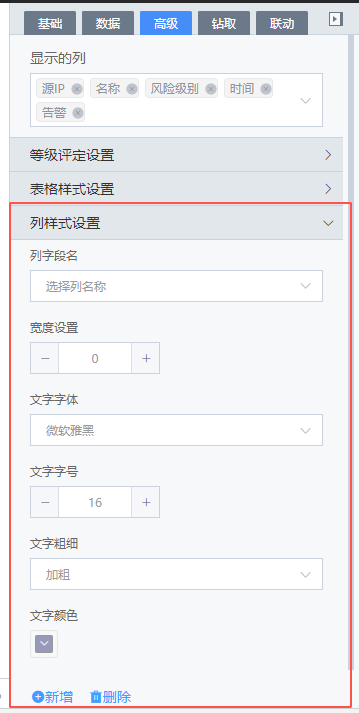 基础 数据 高级 钻取 联动
显示的列
源IP 名称 风险级别 时间
告警
等级评定设置
表格样式设置
列样式设置
列字段名
选择列名称
宽度设置
0
文字字体
微软雅黑
文字字号
16
文字粗细
加粗
文字颜色
新增 删除